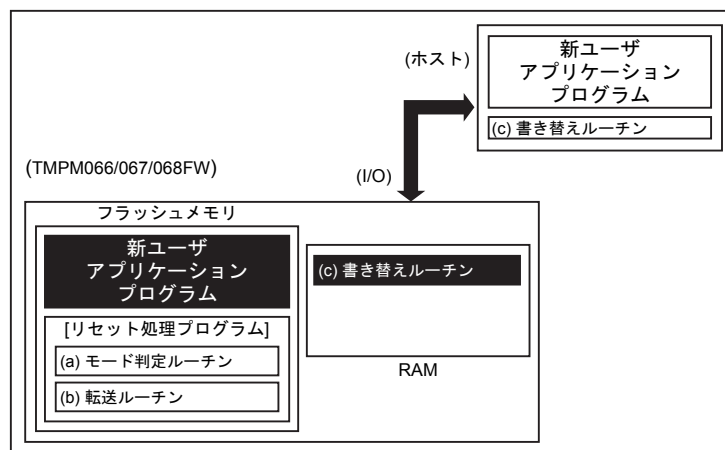 (ホスト)
新ユーザ
アプリケーション
プログラム
(c) 書き替えルーチン
(TMPM066/067/068FW)
(I/O)
フラッシュメモリ
新ユーザ
アプリケーション
プログラム
[リセット処理プログラム]
(a) モード判定ルーチン
(b) 転送ルーチン
(c) 書き替えルーチン
RAM